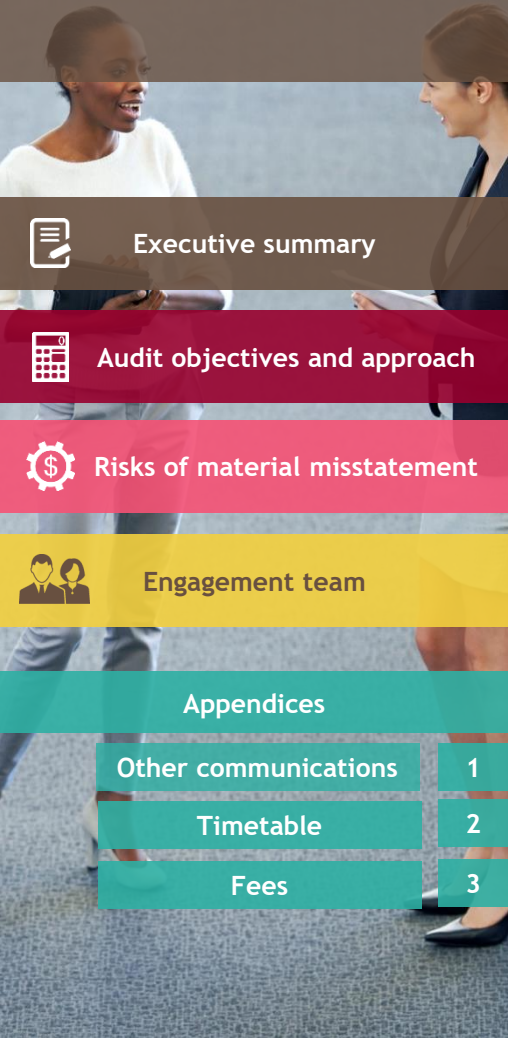 Executive summary
Audit objectives and approach
Risks of material misstatement
Engagement team
Appendices
Other communications 1
Timetable 2
Fees 3